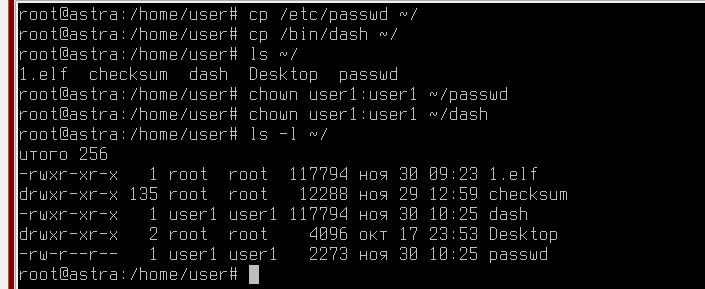 root@astra:/home/user# cp /etc/passwd ~/
root@astra:/home/user# cp /bin/dash ~/
root@astra:/home/user# ls ~/
1.elf  checksum  dash  Desktop  passwd
root@astra:/home/user# chown user1:user1 ~/passwd
root@astra:/home/user# chown user1:user1 ~/dash
root@astra:/home/user# ls -l ~/
итого 256
-rwxr-xr-x   1 root  root  117794 ноя 30 09:23 1.elf
drwxr-xr-x 135 root  root   12288 ноя 29 12:59 checksum
-rwxr-xr-x   1 user1 user1 117794 ноя 30 10:25 dash
drwxr-xr-x   2 root  root    4096 окт 17 23:53 Desktop
-rw-r--r--   1 user1 user1   2273 ноя 30 10:25 passwd
root@astra:/home/user#